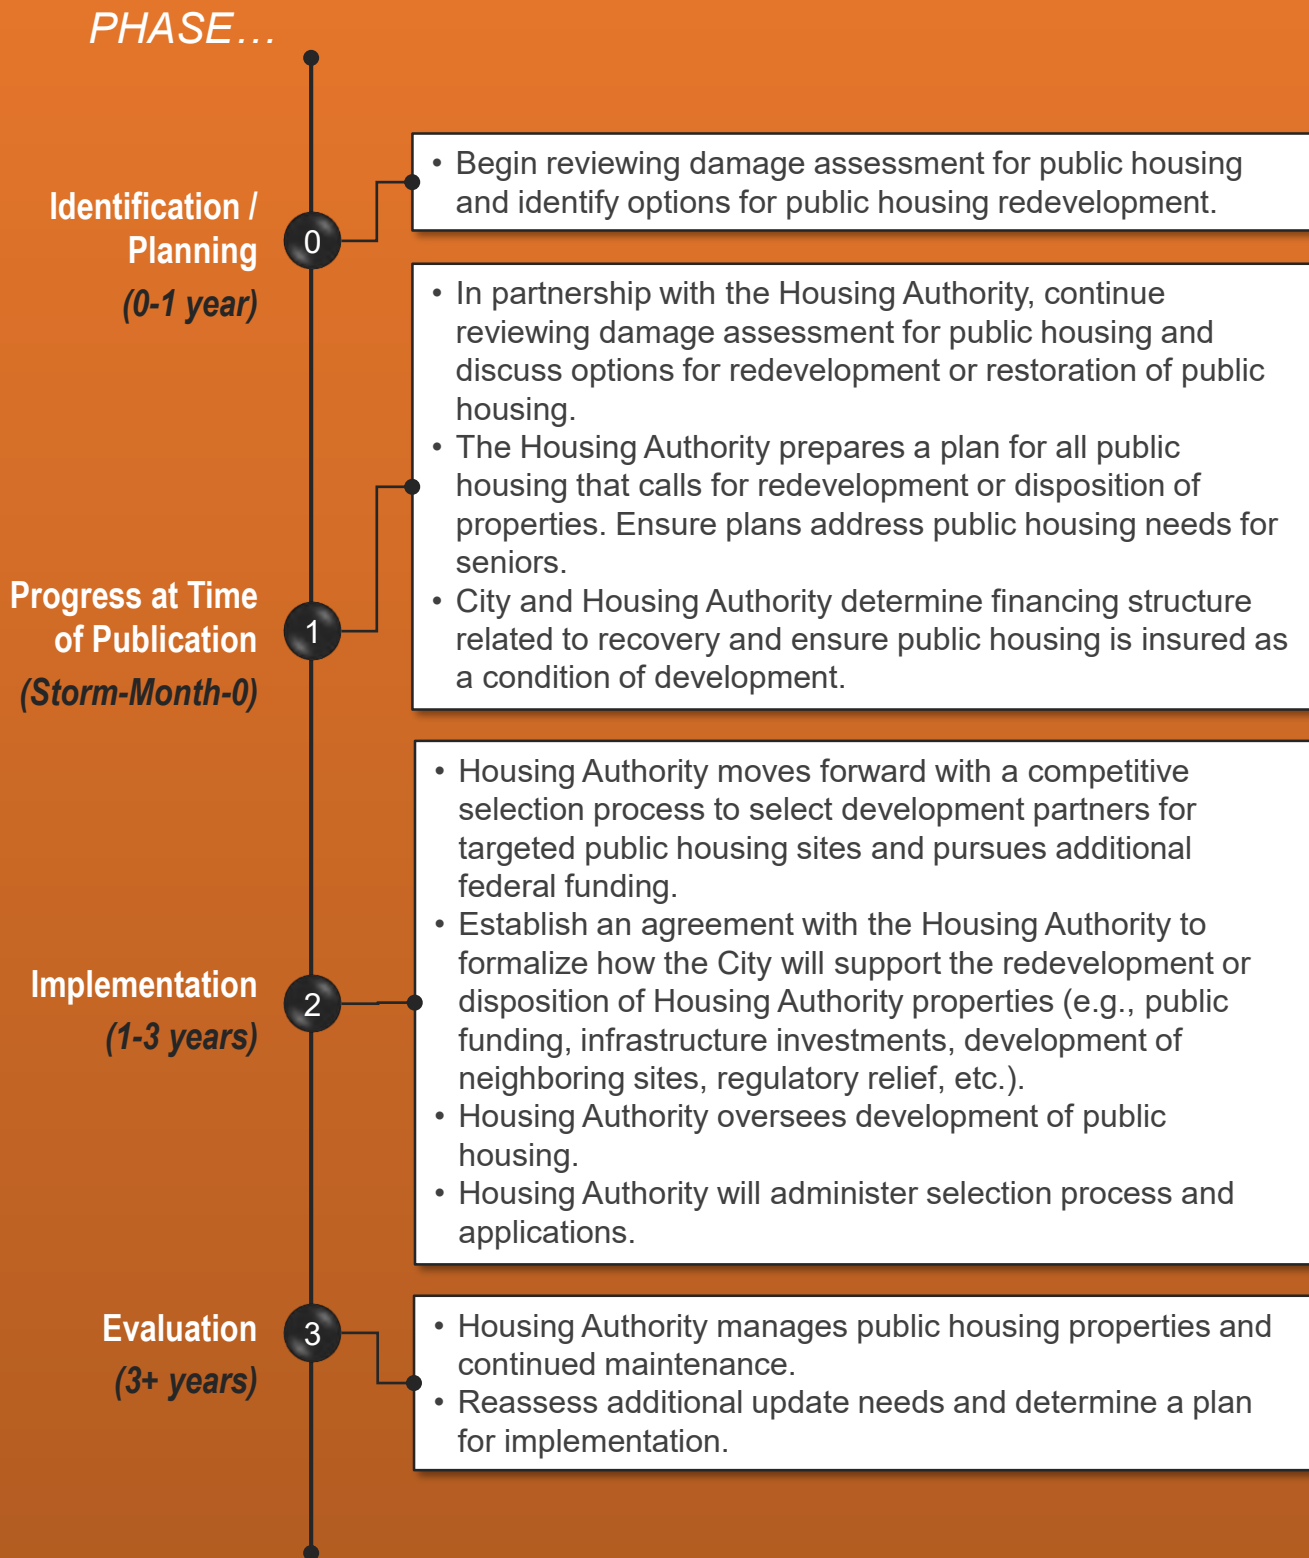 PHASE…
Identification /
Planning
(0-1 year)
0
• Begin reviewing damage assessment for public housing
and identify options for public housing redevelopment.
Progress at Time
of Publication
(Storm-Month-0)
1
• In partnership with the Housing Authority, continue
reviewing damage assessment for public housing and
discuss options for redevelopment or restoration of public
housing.
• The Housing Authority prepares a plan for all public
housing that calls for redevelopment or disposition of
properties. Ensure plans address public housing needs for
seniors.
• City and Housing Authority determine financing structure
related to recovery and ensure public housing is insured as
a condition of development.
Implementation
(1-3 years)
2
• Housing Authority moves forward with a competitive
selection process to select development partners for
targeted public housing sites and pursues additional
federal funding.
• Establish an agreement with the Housing Authority to
formalize how the City will support the redevelopment or
disposition of Housing Authority properties (e.g., public
funding, infrastructure investments, development of
neighboring sites, regulatory relief, etc.).
• Housing Authority oversees development of public
housing.
• Housing Authority will administer selection process and
applications.
Evaluation
(3+ years)
3
• Housing Authority manages public housing properties and
continued maintenance.
• Reassess additional update needs and determine a plan
for implementation.